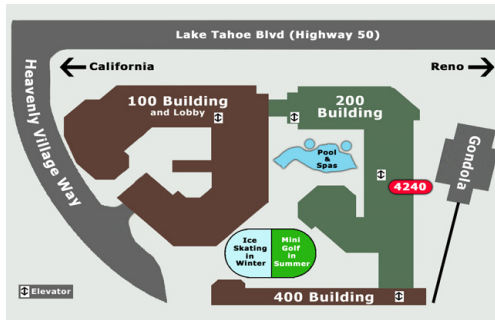 Lake Tahoe Blvd (Highway 50)
California
Reno
Heavenly Village Way
100 Building
and Lobby
200
Building
Pool
&
Spas
Gondola
4240
Ice
Skating
in
Winter
Mini
Golf
in
Summer
Elevator
400 Building